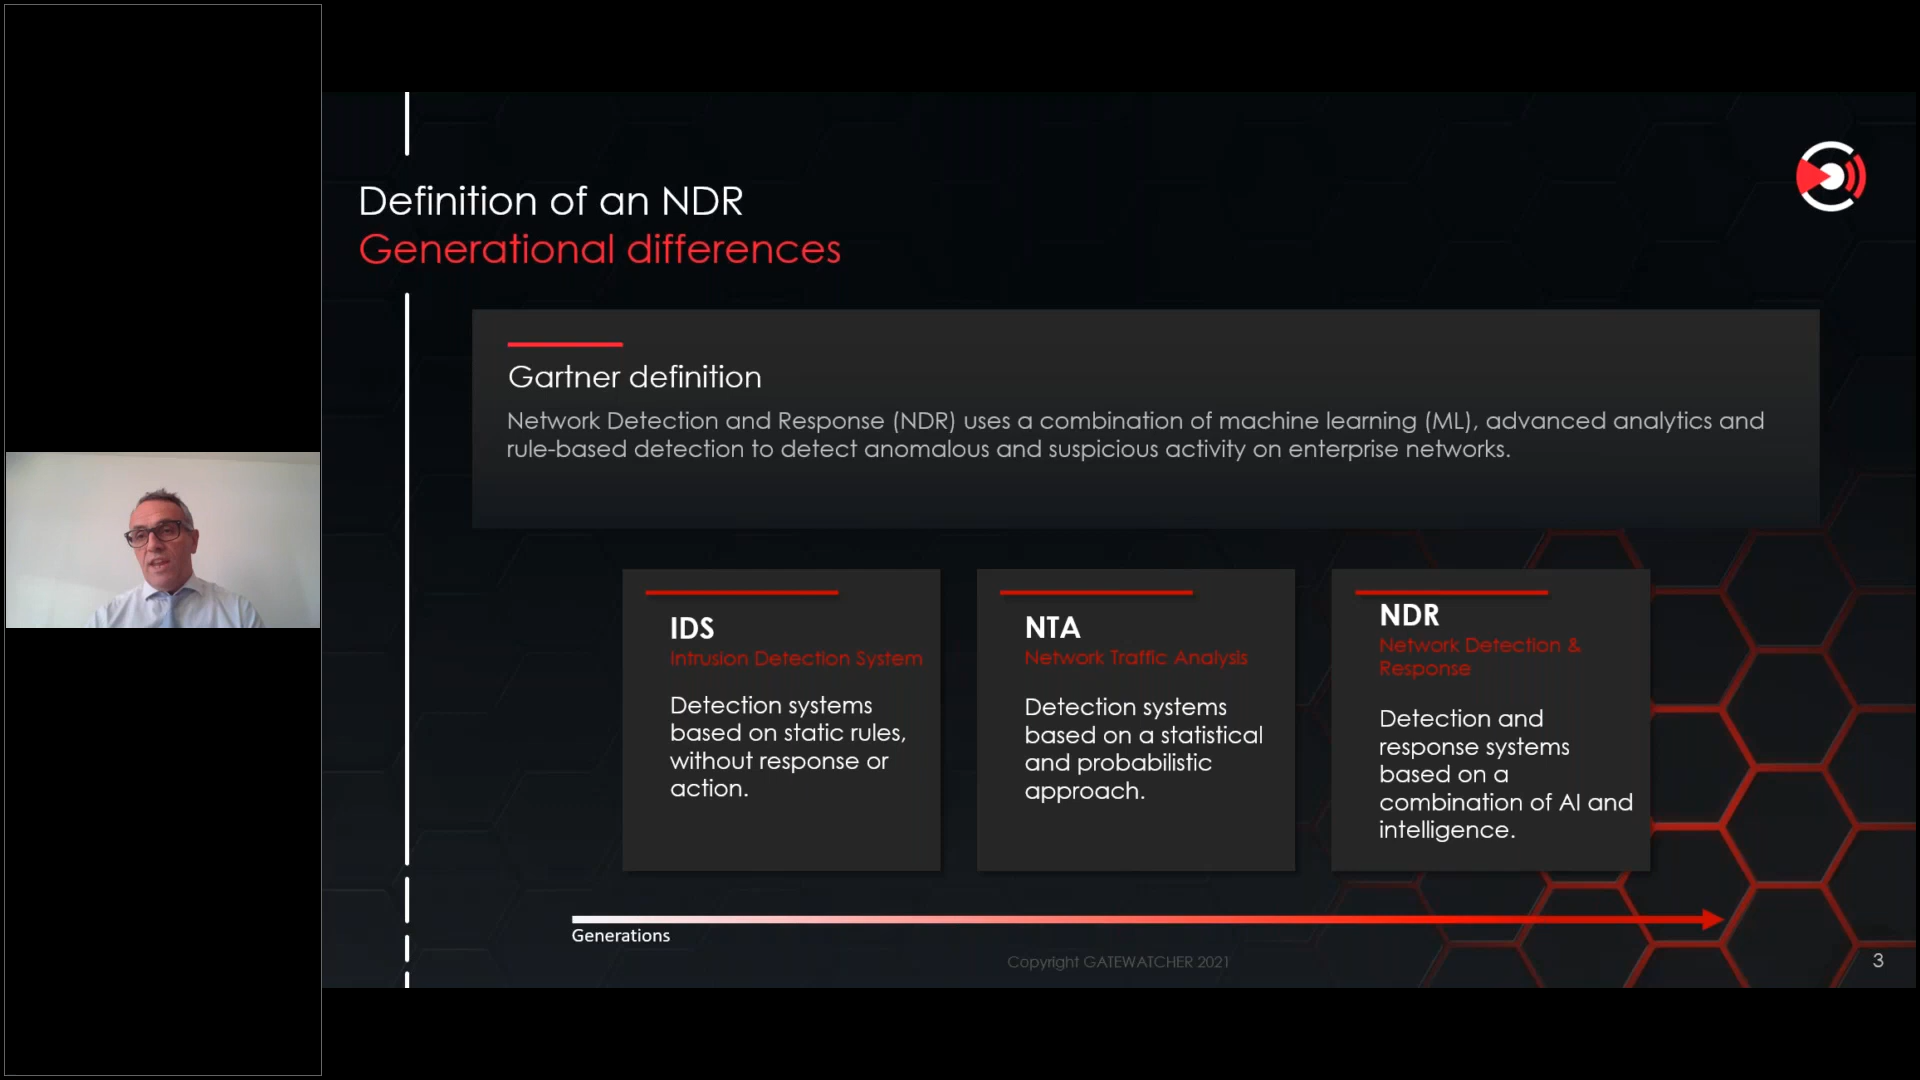 Definition of an NDR
Generational differences
Gartner definition
Network Detection and Response (NDR) uses a combination of machine learning (ML), advanced analytics and
rule-based detection to detect anomalous and suspicious activity on enterprise networks.
IDS
Intrusion Detection System
Detection systems
based on static rules,
without response or
action.
NTA
Network Traffic Analysis
Detection systems
based on a statistical
and probabilistic
approach.
NDR
Network Detection &
Response
Detection and
response systems
based on a
combination of AI and
intelligence.
Generations
Copyright GATEWATCHER 2021
3